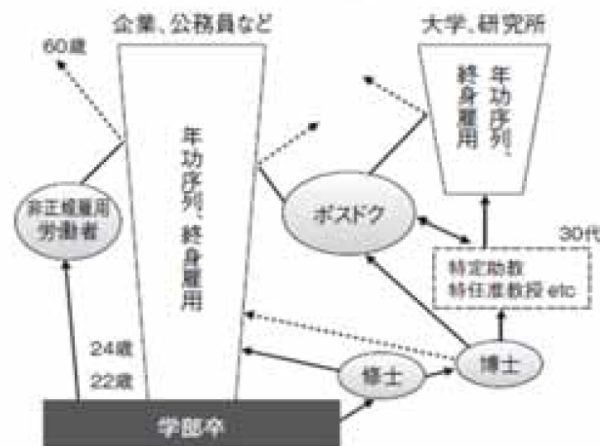 企業、公務員など
大学、研究所
60歳
年功序列、終身雇用
年功序列、
終身雇用
非正規雇用
労働者
ポスドク
30代
特定助教
特任准教授 etc
24歳
22歳
修士
博士
学部卒